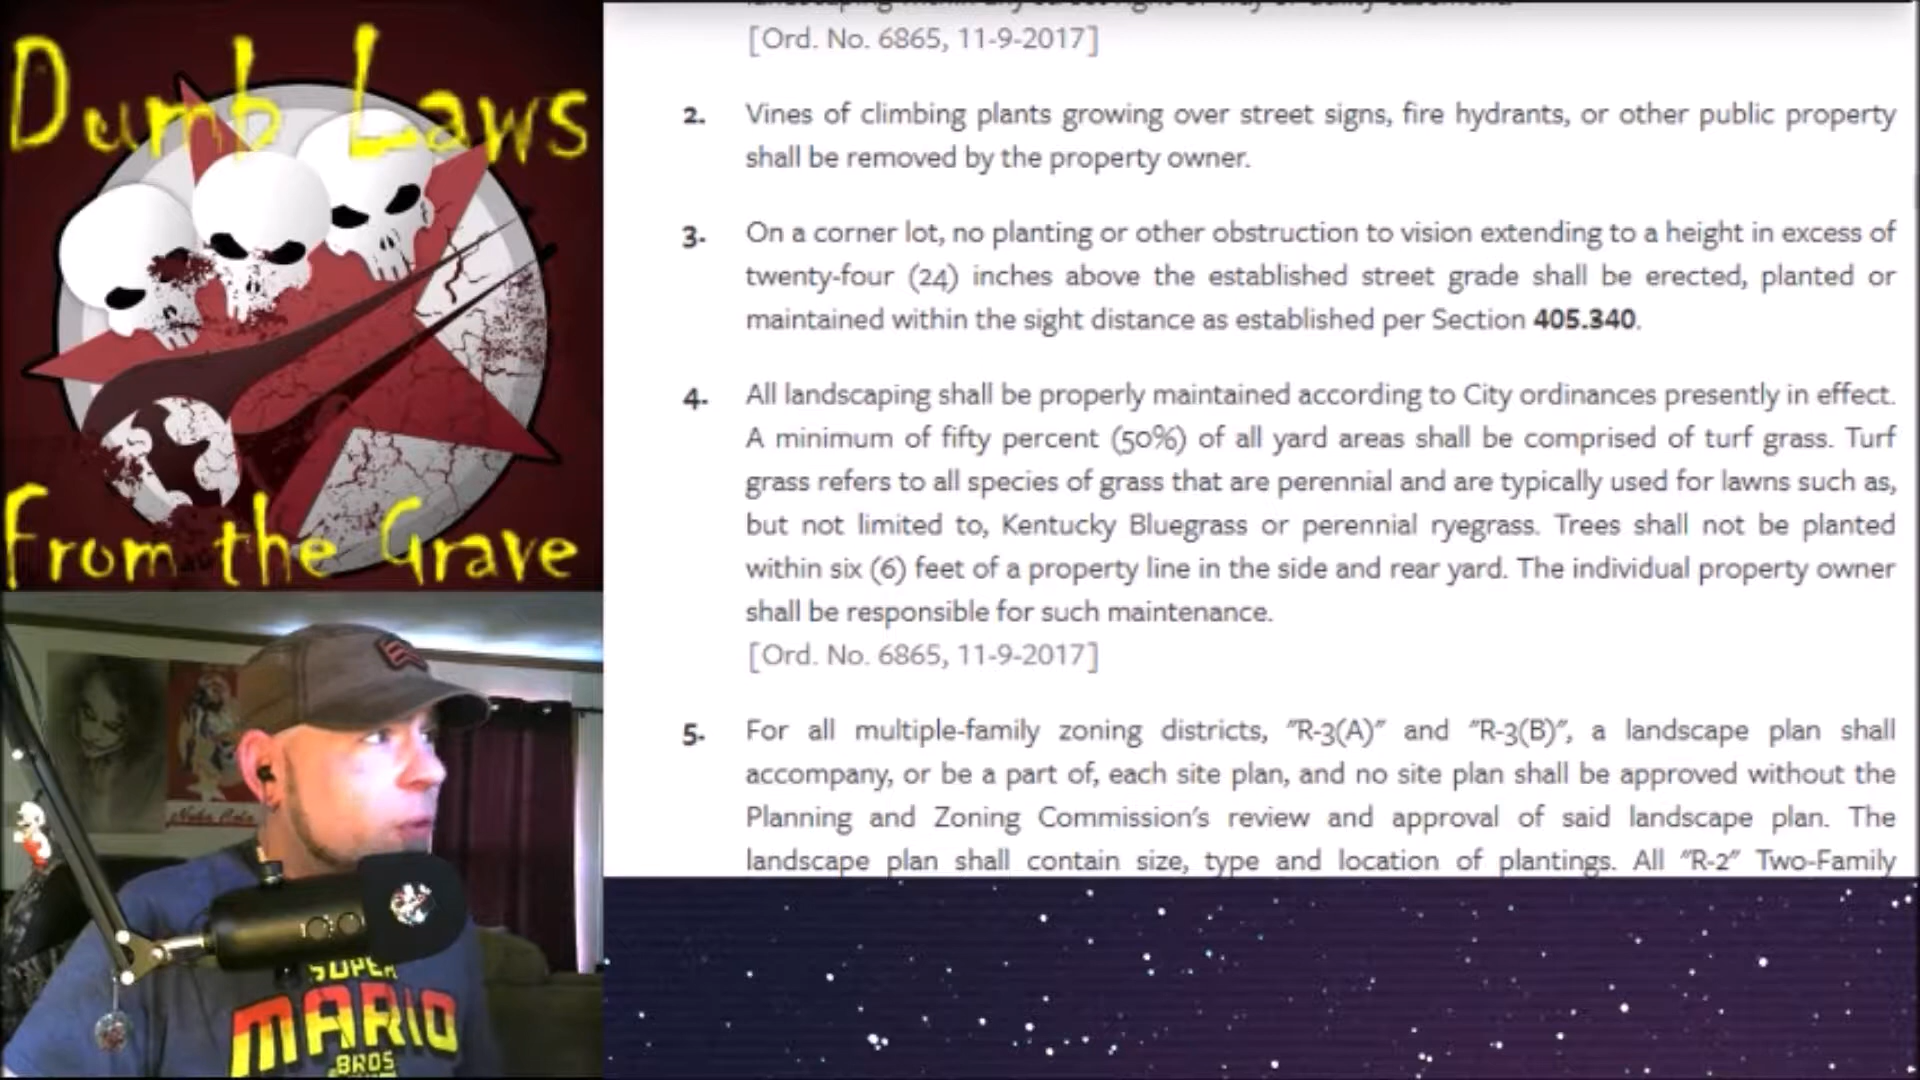 Dumb Laws
From the Grave
[Ord. No. 6865, 11-9-2017]
2. Vines of climbing plants growing over street signs, fire hydrants, or other public property
shall be removed by the property owner.
3. On a corner lot, no planting or other obstruction to vision extending to a height in excess of
twenty-four (24) inches above the established street grade shall be erected, planted or
maintained within the sight distance as established per Section 405.340.
4. All landscaping shall be properly maintained according to City ordinances presently in effect.
A minimum of fifty percent (50%) of all yard areas shall be comprised of turf grass. Turf
grass refers to all species of grass that are perennial and are typically used for lawns such as,
but not limited to, Kentucky Bluegrass or perennial ryegrass. Trees shall not be planted
within six (6) feet of a property line in the side and rear yard. The individual property owner
shall be responsible for such maintenance.
[Ord. No. 6865, 11-9-2017]
5. For all multiple-family zoning districts, "R-3(A)" and "R-3(B)", a landscape plan shall
accompany, or be a part of, each site plan, and no site plan shall be approved without the
Planning and Zoning Commission's review and approval of said landscape plan. The
landscape plan shall contain size, type and location of plantings. All "R-2" Two-Family
Nuka Cola
SUPER
MARIO
BROS